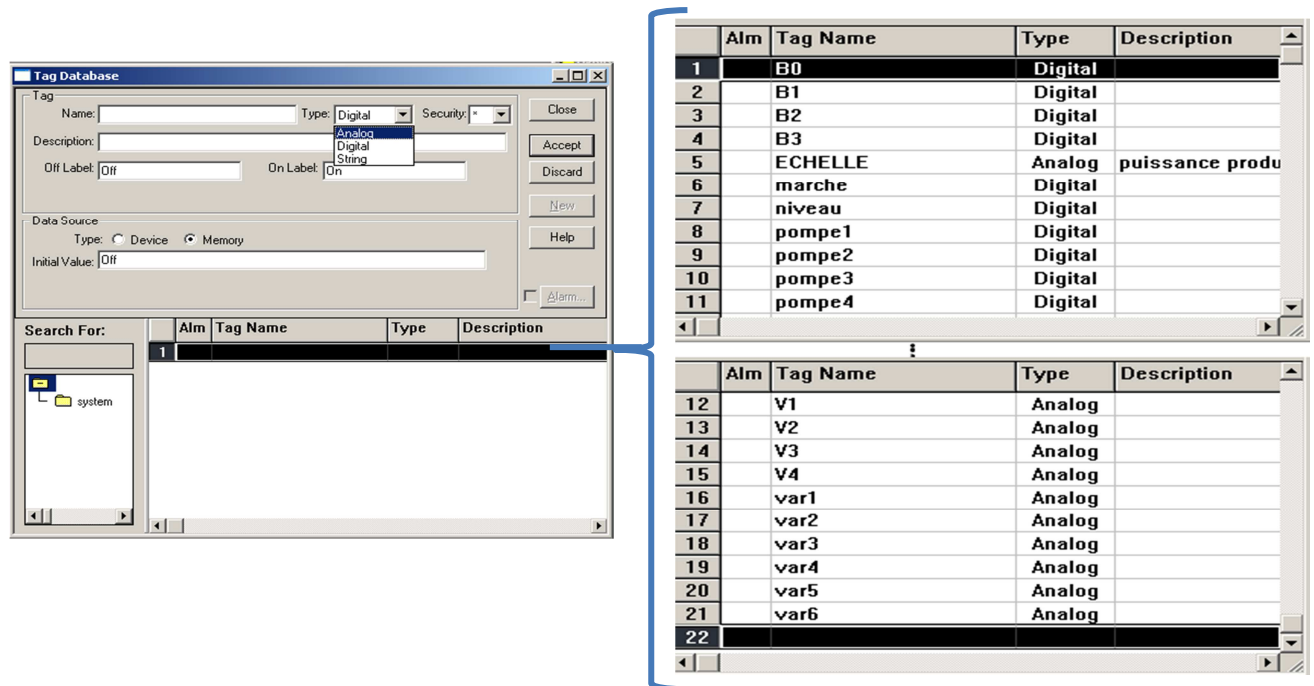 Tag Database
Tag
Name: Type: Digital Security: * Close
Analog
Digital
String
Description: Accept
Off Label: Off On Label: On Discard
New
Data Source
Type: Device Memory Help
Initial Value: Off
Alarm...
Search For: Alm Tag Name Type Description
1
system
Alm Tag Name Type Description
1 B0 Digital
2 B1 Digital
3 B2 Digital
4 B3 Digital
5 ECHELLE Analog puissance produ
6 marche Digital
7 niveau Digital
8 pompe1 Digital
9 pompe2 Digital
10 pompe3 Digital
11 pompe4 Digital
Alm Tag Name Type Description
12 V1 Analog
13 V2 Analog
14 V3 Analog
15 V4 Analog
16 var1 Analog
17 var2 Analog
18 var3 Analog
19 var4 Analog
20 var5 Analog
21 var6 Analog
22